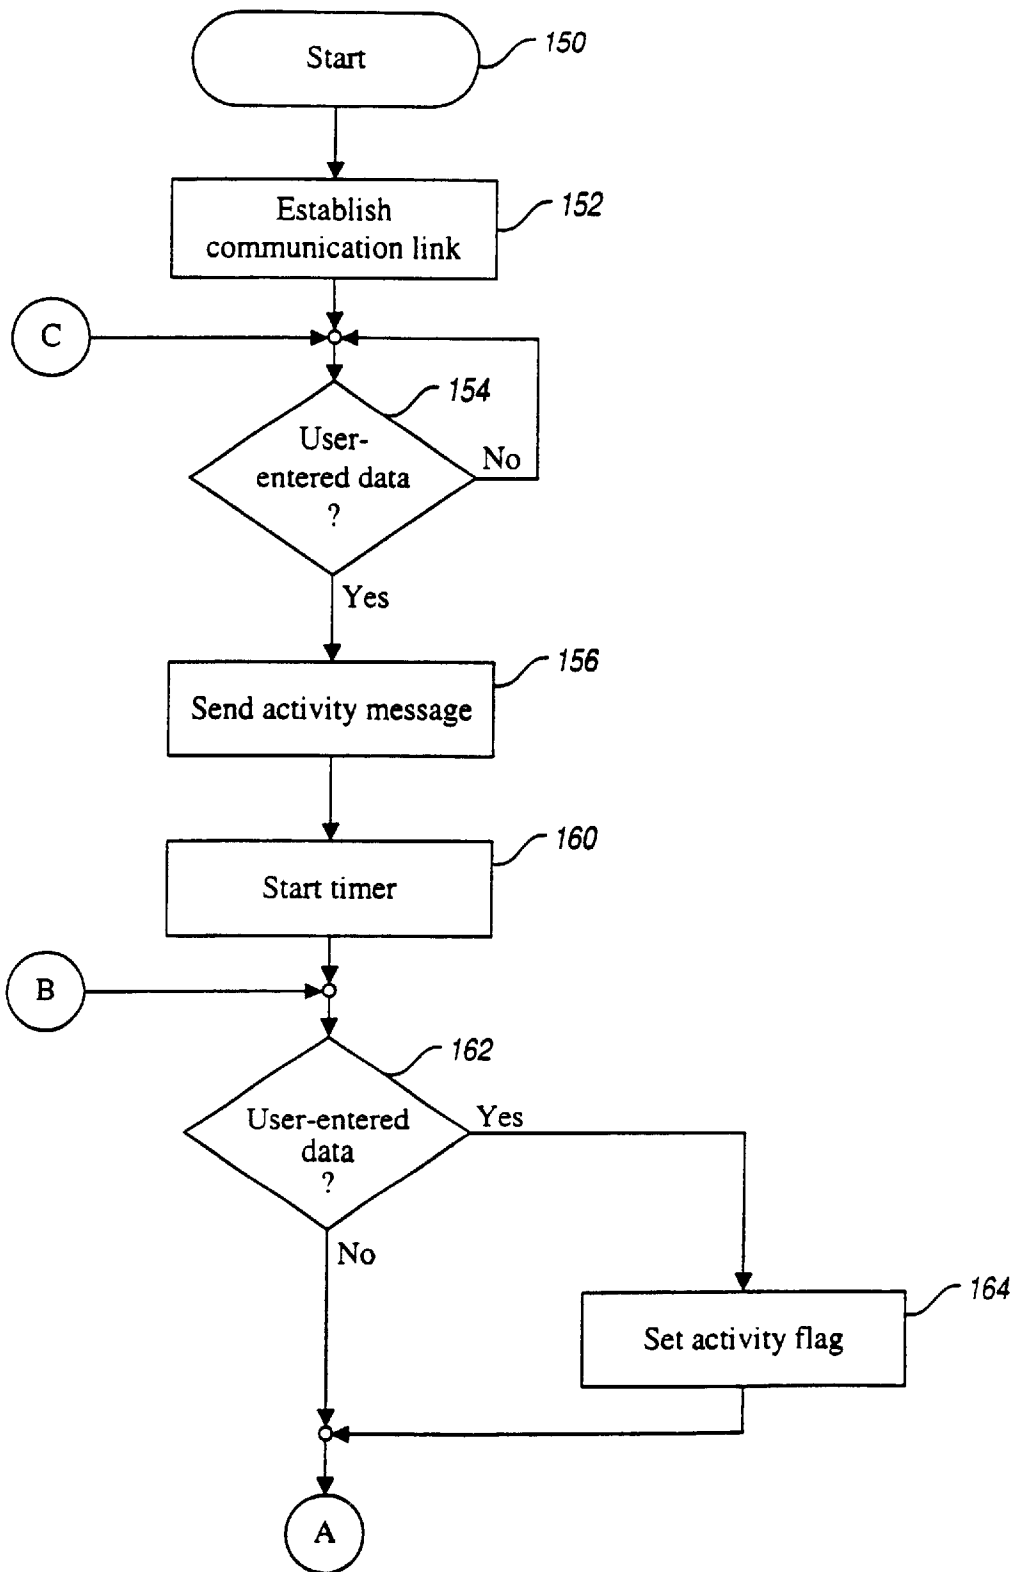 Start
150
Establish
communication link
152
C
154
User-
entered data
?
No
Yes
156
Send activity message
160
Start timer
B
162
User-entered
data
?
Yes
No
164
Set activity flag
A